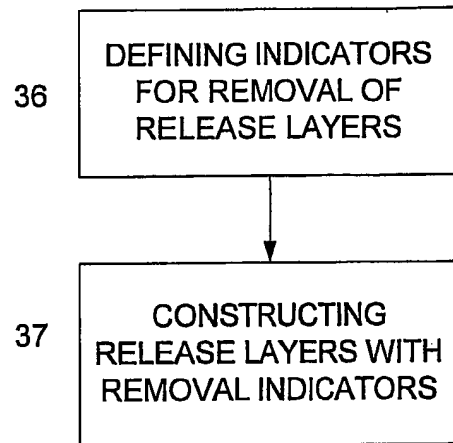 36
DEFINING INDICATORS
FOR REMOVAL OF
RELEASE LAYERS
37
CONSTRUCTING
RELEASE LAYERS WITH
REMOVAL INDICATORS